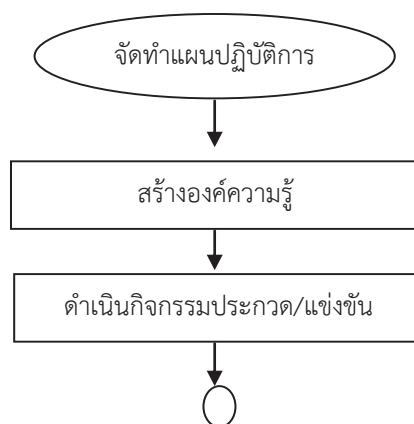 จัดทำแผนปฏิบัติการ
สร้างองค์ความรู้
ดำเนินกิจกรรมประกวด/แข่งขัน